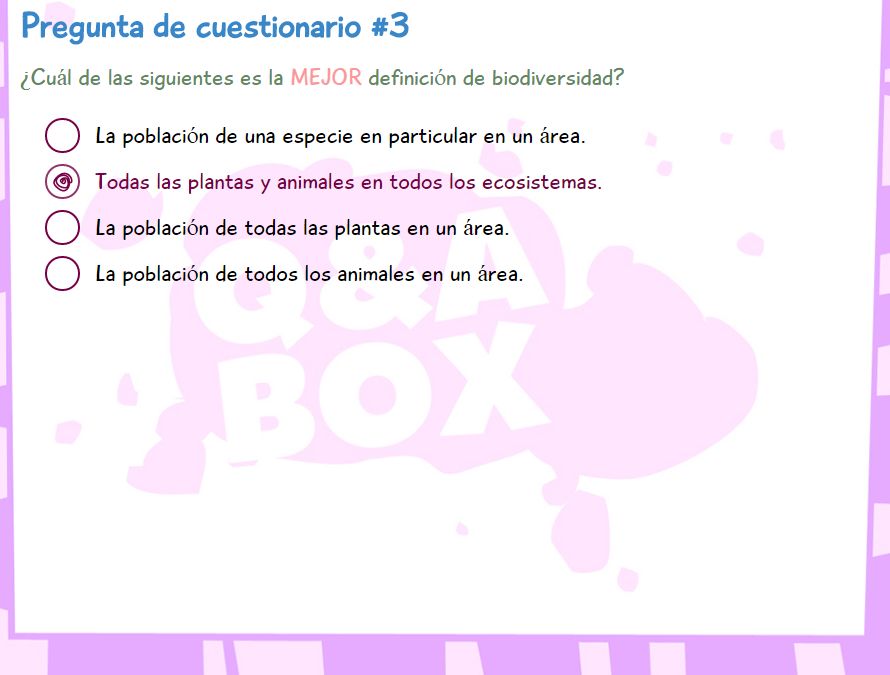 Pregunta de cuestionario #3
¿Cuál de las siguientes es la MEJOR definición de biodiversidad?
La población de una especie en particular en un área.
Todas las plantas y animales en todos los ecosistemas.
La población de todas las plantas en un área.
La población de todos los animales en un área.
Q&A
BOX